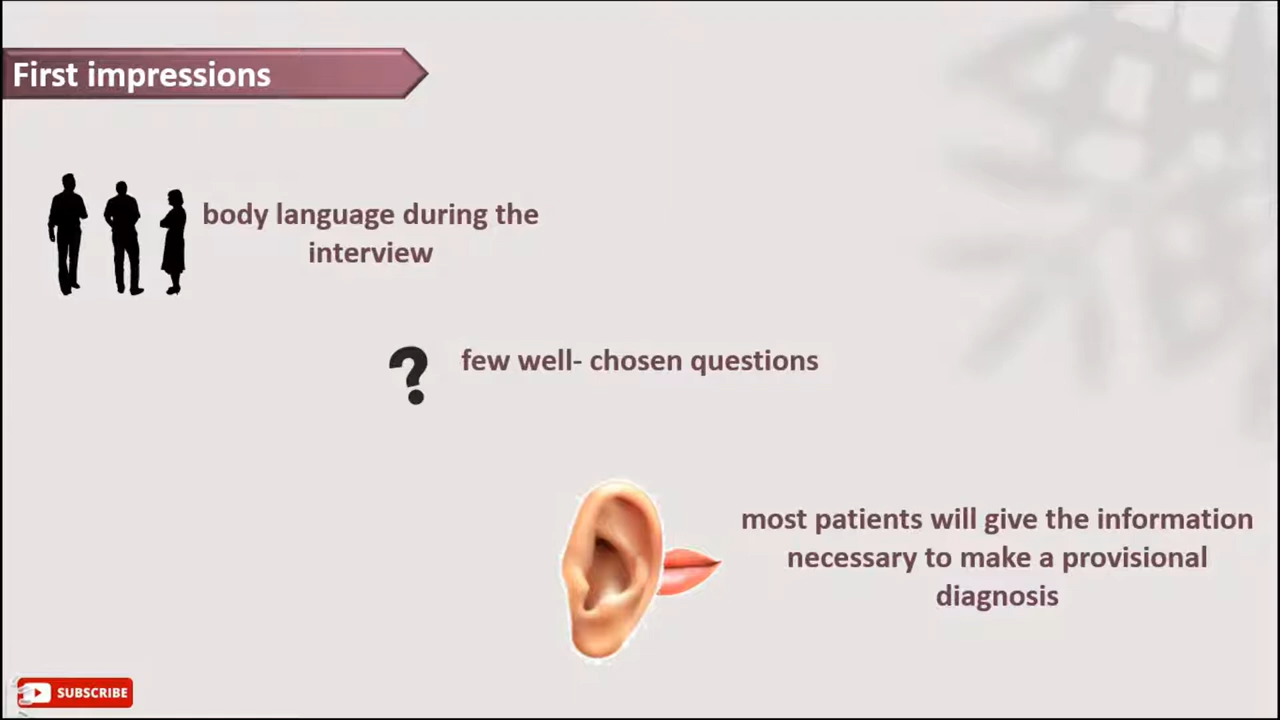 First impressions
body language during the
interview
?
few well- chosen questions
most patients will give the information
necessary to make a provisional
diagnosis
SUBSCRIBE